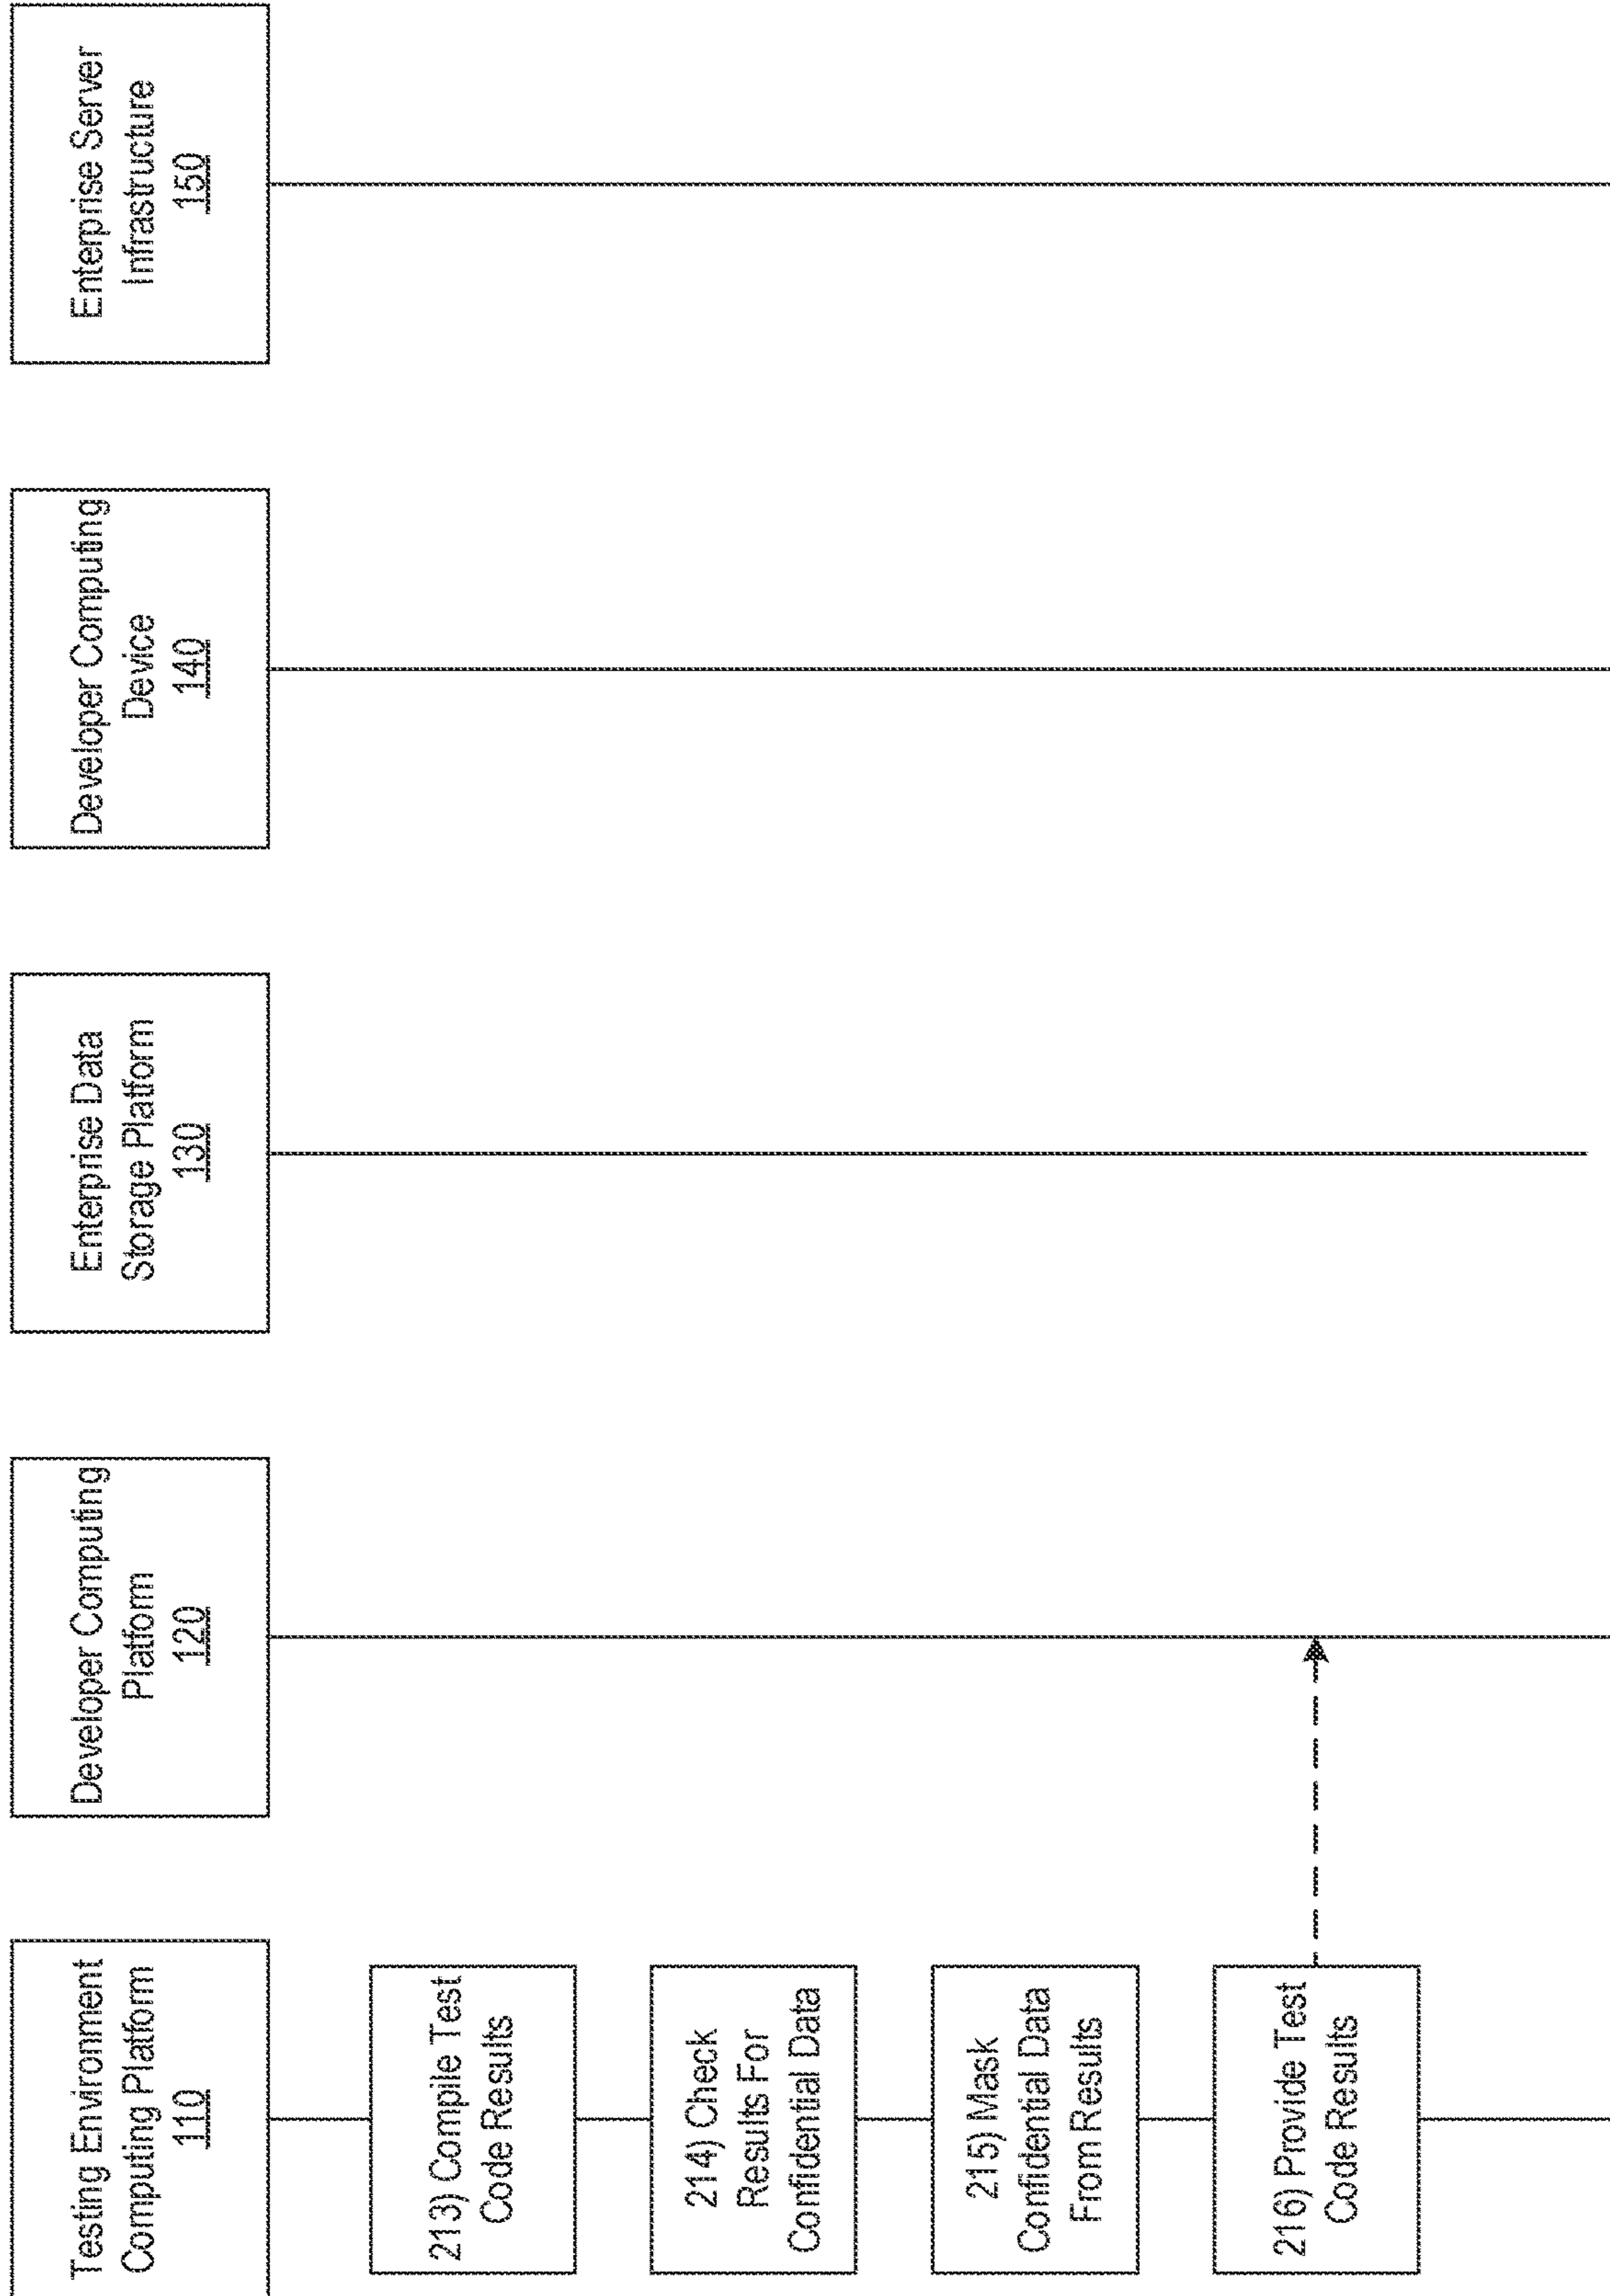 Testing Environment
Computing Platform
110
Developer Computing
Platform
120
Enterprise Data
Storage Platform
130
Developer Computing
Device
140
Enterprise Server
Infrastructure
150
213) Compile Test
Code Results
214) Check
Results For
Confidential Data
215) Mask
Confidential Data
From Results
216) Provide Test
Code Results